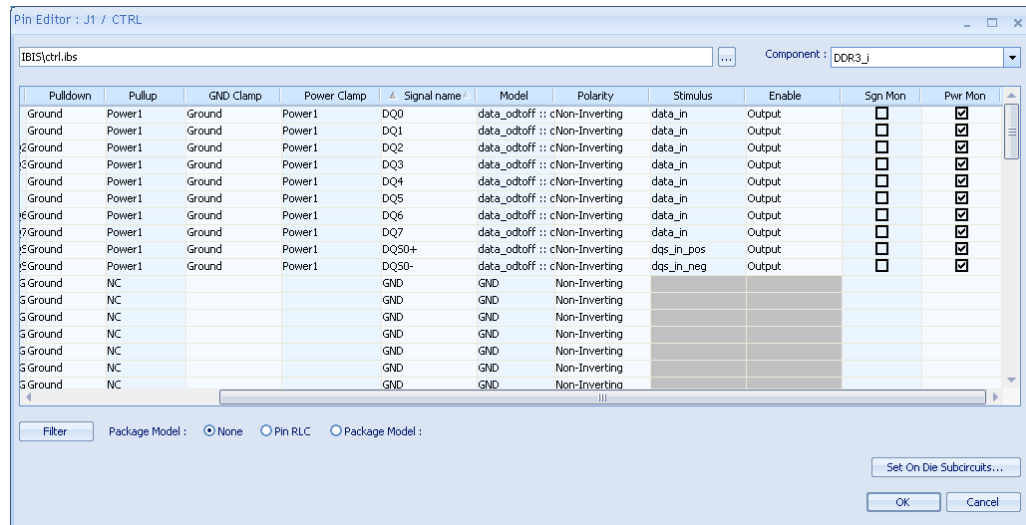 Pin Editor : J1 / CTRL
IBIS\ctrl.ibs ... Component : DDR3_i
Pulldown Pullup GND Clamp Power Clamp Signal name Model Polarity Stimulus Enable Sgn Mon Pwr Mon
Ground Power1 Ground Power1 DQ0 data_odtoff :: c Non-Inverting data_in Output
Ground Power1 Ground Power1 DQ1 data_odtoff :: c Non-Inverting data_in Output
Ground Power1 Ground Power1 DQ2 data_odtoff :: c Non-Inverting data_in Output
Ground Power1 Ground Power1 DQ3 data_odtoff :: c Non-Inverting data_in Output
Ground Power1 Ground Power1 DQ4 data_odtoff :: c Non-Inverting data_in Output
Ground Power1 Ground Power1 DQ5 data_odtoff :: c Non-Inverting data_in Output
Ground Power1 Ground Power1 DQ6 data_odtoff :: c Non-Inverting data_in Output
Ground Power1 Ground Power1 DQ7 data_odtoff :: c Non-Inverting data_in Output
Ground Power1 Ground Power1 DQS0+ data_odtoff :: c Non-Inverting dqs_in_pos Output
Ground Power1 Ground Power1 DQS0- data_odtoff :: c Non-Inverting dqs_in_neg Output
G Ground NC GND GND Non-Inverting
G Ground NC GND GND Non-Inverting
G Ground NC GND GND Non-Inverting
G Ground NC GND GND Non-Inverting
G Ground NC GND GND Non-Inverting
G Ground NC GND GND Non-Inverting
G Ground NC GND GND Non-Inverting
Filter Package Model : None Pin RLC Package Model :
Set On Die Subcircuits...
OK Cancel